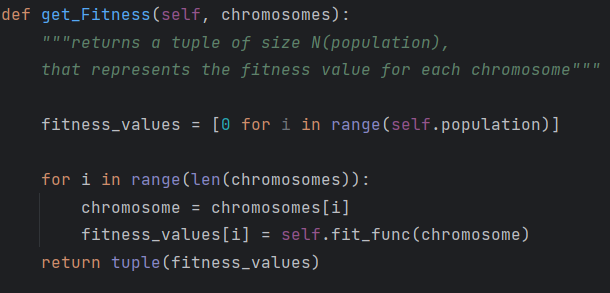 def get_Fitness(self, chromosomes):
    """returns a tuple of size N(population),
    that represents the fitness value for each chromosome"""
    fitness_values = [0 for i in range(self.population)]
    for i in range(len(chromosomes)):
        chromosome = chromosomes[i]
        fitness_values[i] = self.fit_func(chromosome)
    return tuple(fitness_values)